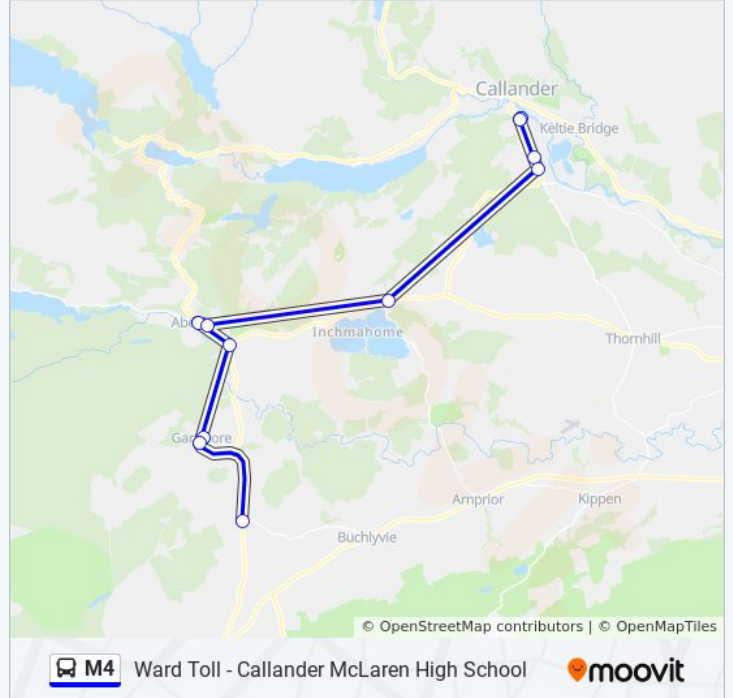 Callander
Keltie Bridge
Inchmahome
Thornhill
Arnprior
Kippen
Buchlyvie
© OpenStreetMap contributors | © OpenMapTiles
M4 Ward Toll - Callander McLaren High School moovit